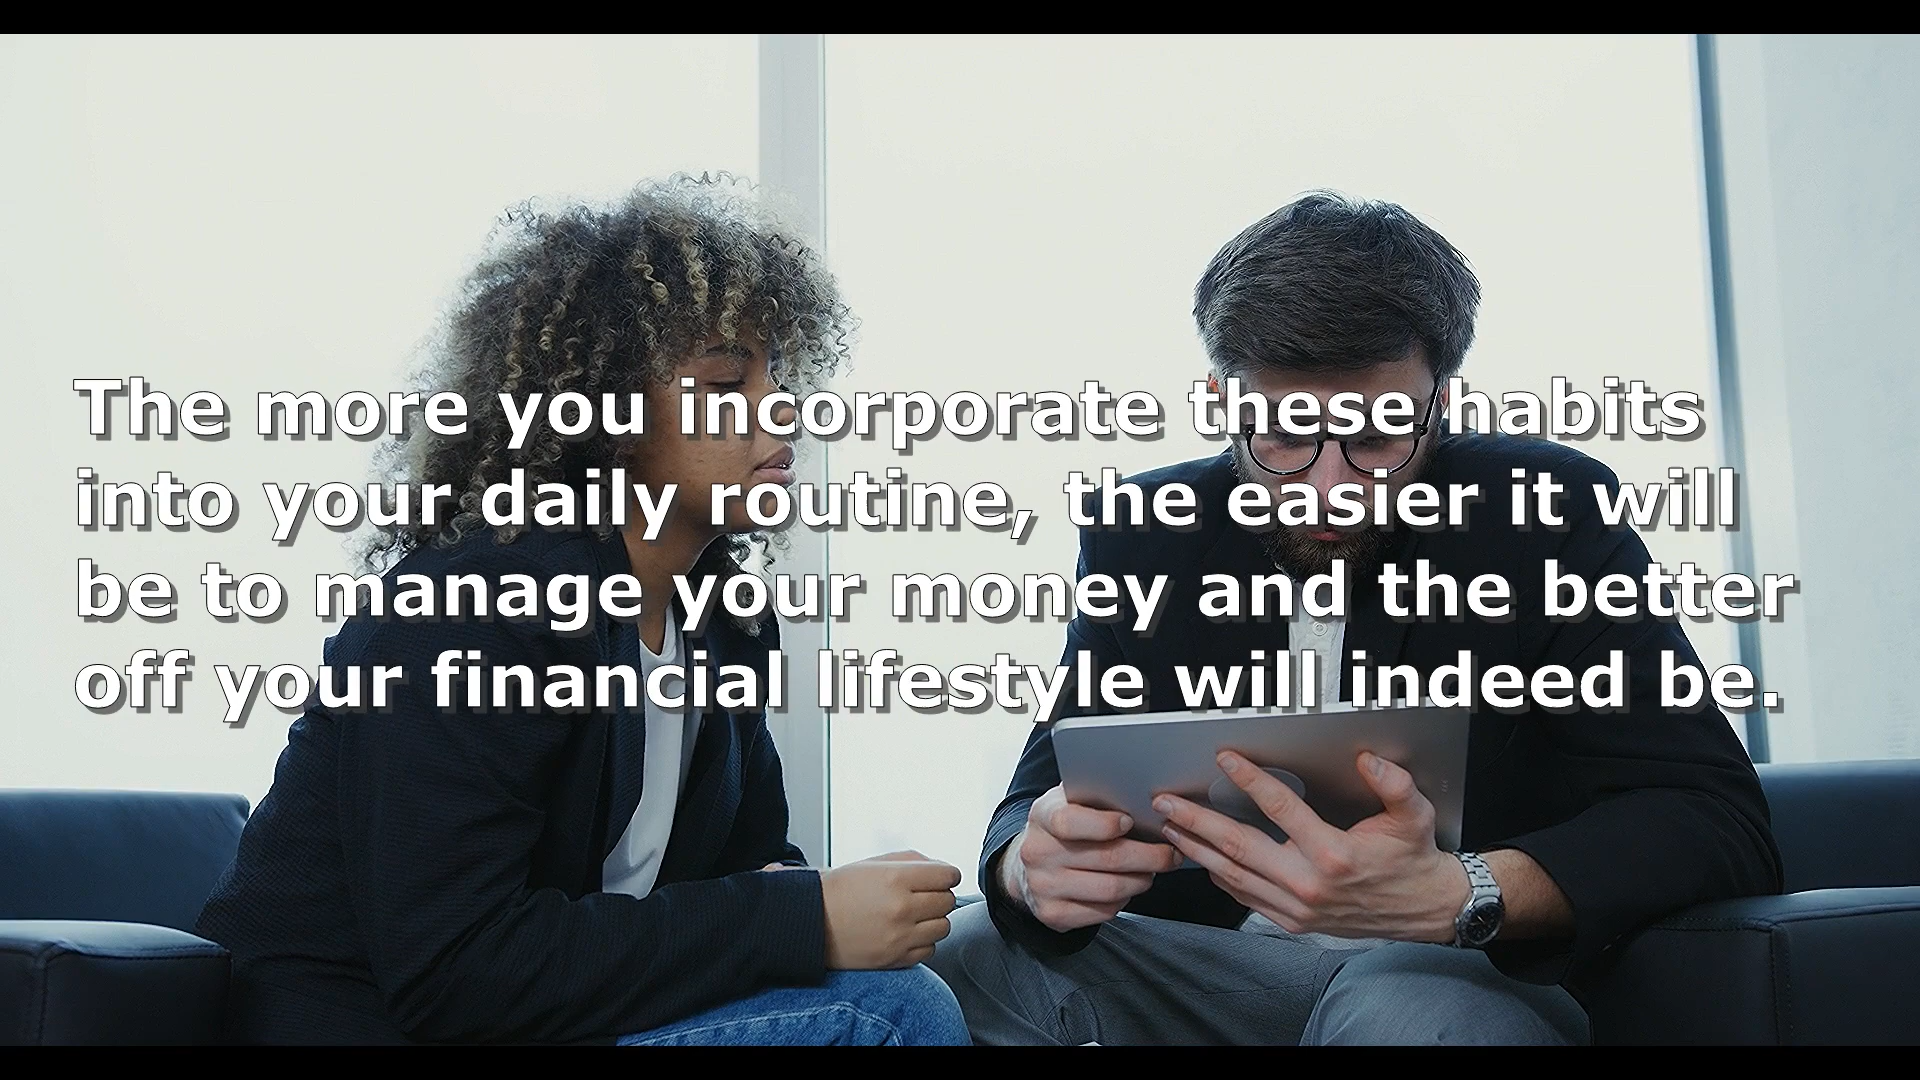 The more you incorporate these habits
into your daily routine, the easier it will
be to manage your money and the better
off your financial lifestyle will indeed be.